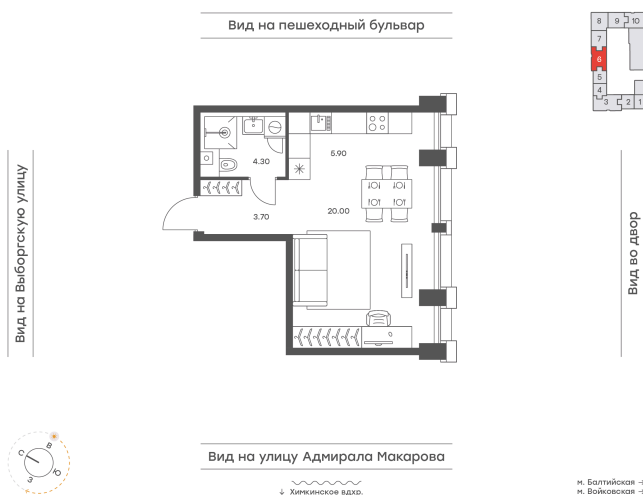 Вид на пешеходный бульвар
8 9 10
7
6
5
4
3 2 1
4.30
5.90
3.70
20.00
Вид на Выборгскую улицу
Вид во двор
Вид на улицу Адмирала Макарова
С В Ю З
↓ Химкинское вдхр.
м. Балтийская
м. Войковская